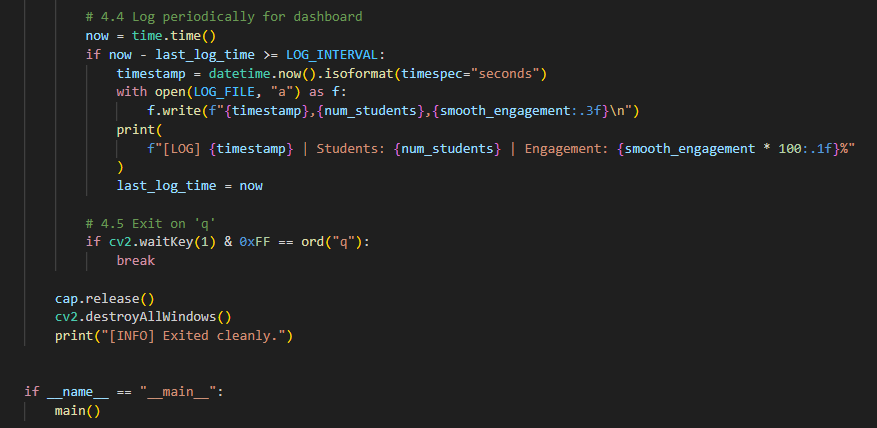 # 4.4 Log periodically for dashboard
now = time.time()
if now - last_log_time >= LOG_INTERVAL:
timestamp = datetime.now().isoformat(timespec="seconds")
with open(LOG_FILE, "a") as f:
f.write(f"{timestamp},{num_students},{smooth_engagement:.3f}\n")
print(
f"[LOG] {timestamp} | Students: {num_students} | Engagement: {smooth_engagement * 100:.1f}%"
)
last_log_time = now
# 4.5 Exit on 'q'
if cv2.waitKey(1) & 0xFF == ord("q"):
break
cap.release()
cv2.destroyAllWindows()
print("[INFO] Exited cleanly.")
if __name__ == "__main__":
main()